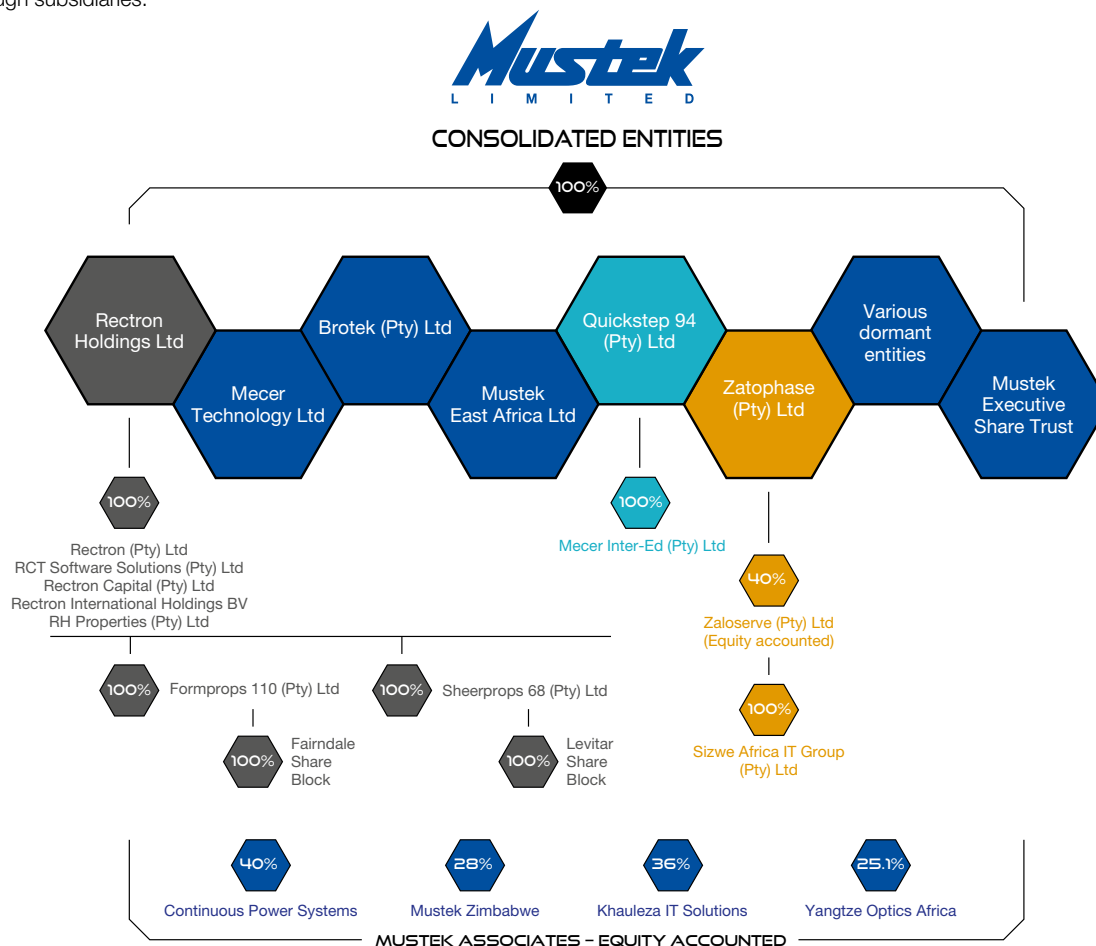 ugh subsidiaries.
Mustek
LIMITED
CONSOLIDATED ENTITIES
100%
Rectron
Holdings Ltd
Mecer
Technology Ltd
Brotek (Pty) Ltd
Mustek
East Africa Ltd
Quickstep 94
(Pty) Ltd
Zatophase
(Pty) Ltd
Various
dormant
entities
Mustek
Executive
Share Trust
100%
Rectron (Pty) Ltd
RCT Software Solutions (Pty) Ltd
Rectron Capital (Pty) Ltd
Rectron International Holdings BV
RH Properties (Pty) Ltd
100%
Mecer Inter-Ed (Pty) Ltd
40%
Zaloserve (Pty) Ltd
(Equity accounted)
100%
Sizwe Africa IT Group
(Pty) Ltd
100%
Formprops 110 (Pty) Ltd
100%
Fairndale
Share
Block
100%
Sheerprops 68 (Pty) Ltd
100%
Levitar
Share
Block
40%
Continuous Power Systems
28%
Mustek Zimbabwe
36%
Khauleza IT Solutions
25.1%
Yangtze Optics Africa
MUSTEK ASSOCIATES – EQUITY ACCOUNTED